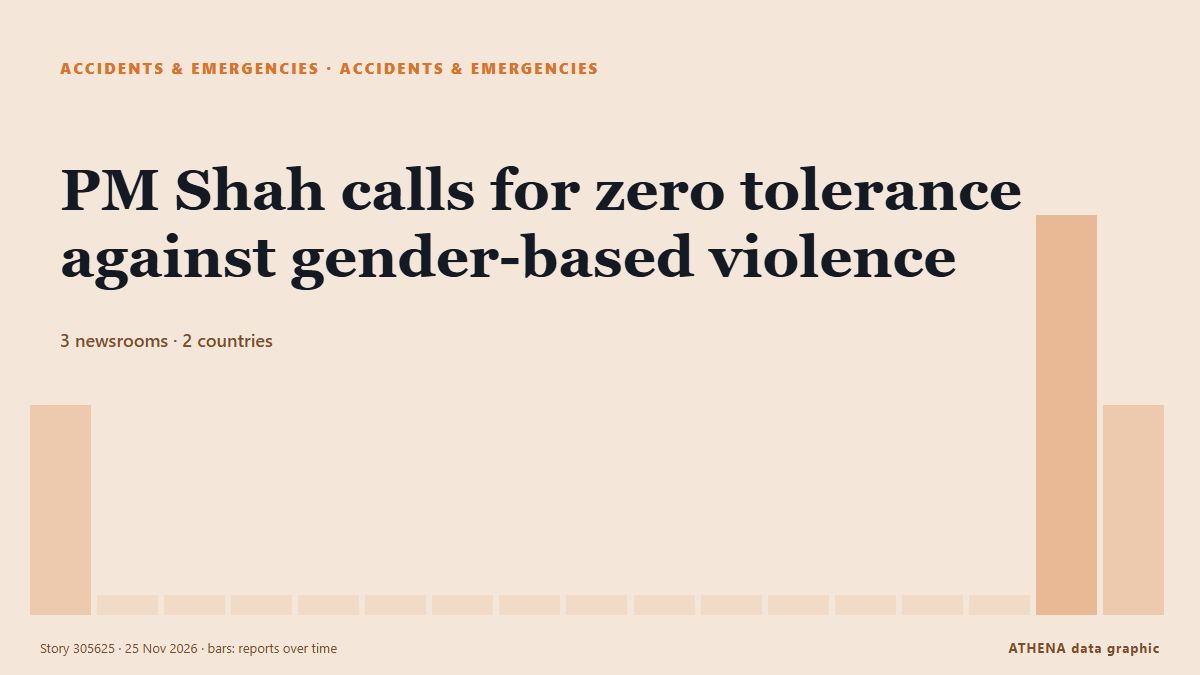 ACCIDENTS & EMERGENCIES · ACCIDENTS & EMERGENCIES
PM Shah calls for zero tolerance
against gender-based violence
3 newsrooms · 2 countries
Story 305625 · 25 Nov 2026 · bars: reports over time
ATHENA data graphic